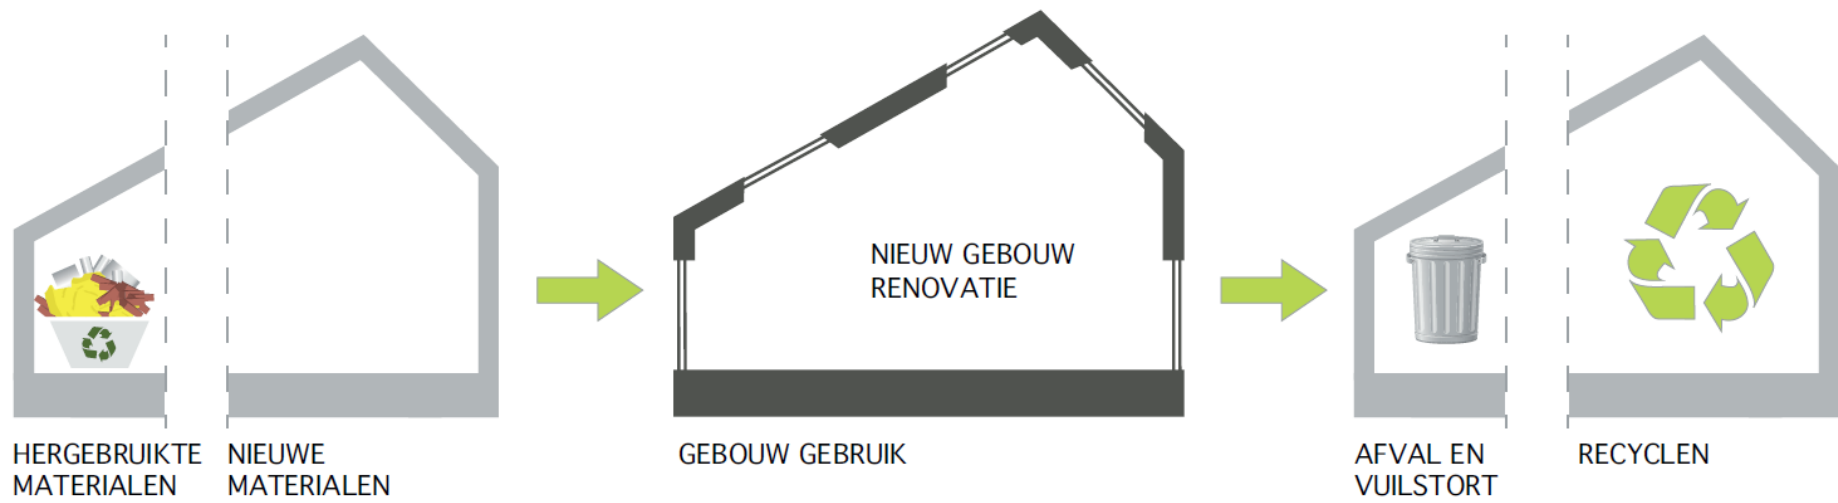 HERGEBRUIKTE
MATERIALEN
NIEUWE
MATERIALEN
NIEUW GEBOUW
RENOVATIE
GEBOUW GEBRUIK
AFVAL EN
VUILSTORT
RECYCLEN